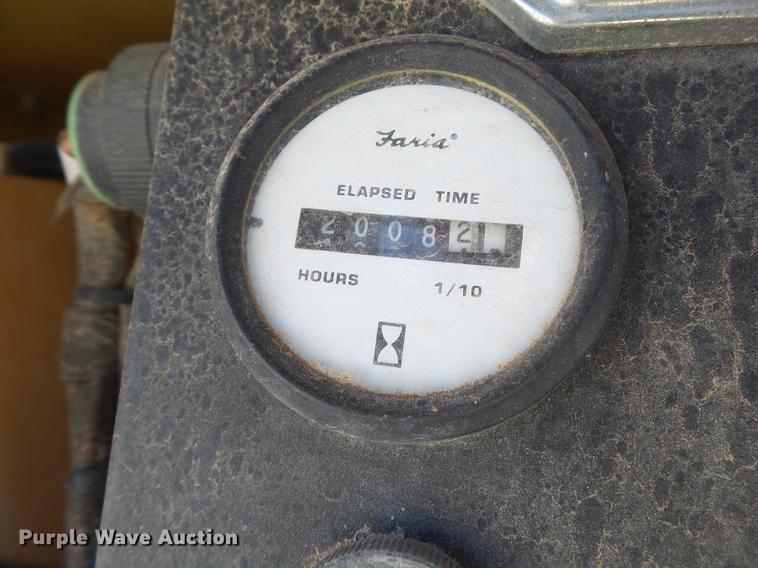 Faria®
ELAPSED TIME
20082
HOURS 1/10
Purple Wave Auction